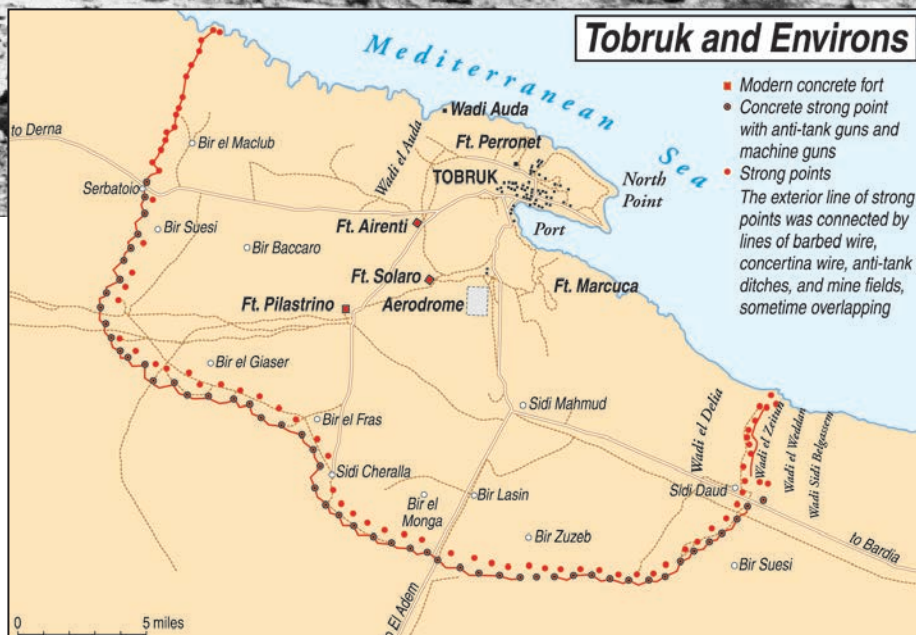 Tobruk and Environs
Mediterranean Sea
Modern concrete fort
Concrete strong point
with anti-tank guns and
machine guns
Strong points
The exterior line of strong
points was connected by
lines of barbed wire,
concertina wire, anti-tank
ditches, and mine fields,
sometime overlapping
to Derna
Bir el Maclub
Wadi el Auda
Wadi Auda
Ft. Perronet
TOBRUK
North
Point
Serbatoio
Bir Suesi
Bir Baccaro
Ft. Airenti
Port
Ft. Solaro
Ft. Pilastrino
Aerodrome
Ft. Marcuca
Bir el Giaser
Bir el Fras
Sidi Mahmud
Wadi el Delia
Wadi el Zeitun
Wadi el Weddan
Wadi Sidi Belgassem
Sidi Cheralla
Bir el
Monga
Bir Lasin
Sidi Daud
Bir Zuzeb
to Bardia
Bir Suesi
o El Adem
0 5 miles